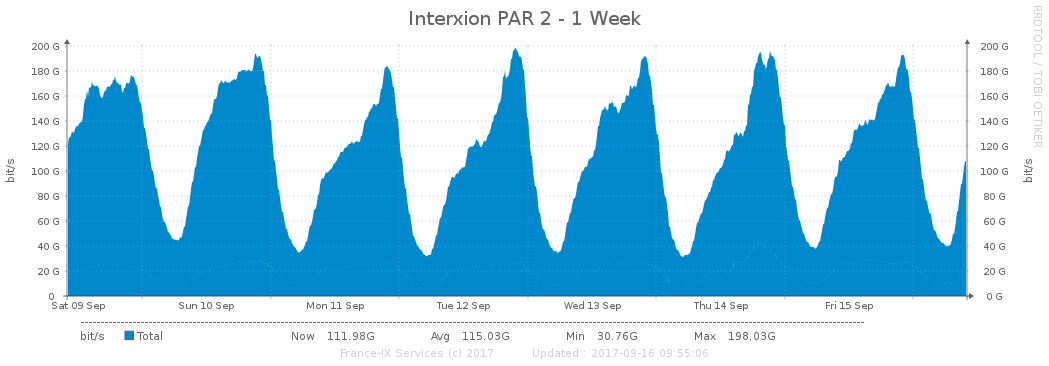 Interxion PAR 2 - 1 Week
RRDTOOL / TOBI OETIKER
200 G 200 G
180 G 180 G
160 G 160 G
140 G 140 G
120 G 120 G
100 G 100 G
80 G 80 G
60 G 60 G
40 G 40 G
20 G 20 G
0 0 G
bit/s bit/s
Sat 09 Sep Sun 10 Sep Mon 11 Sep Tue 12 Sep Wed 13 Sep Thu 14 Sep Fri 15 Sep
bit/s Total Now 111.98G Avg 115.03G Min 30.76G Max 198.03G
France-IX Services (c) 2017 Updated : 2017-09-16 09:55:06